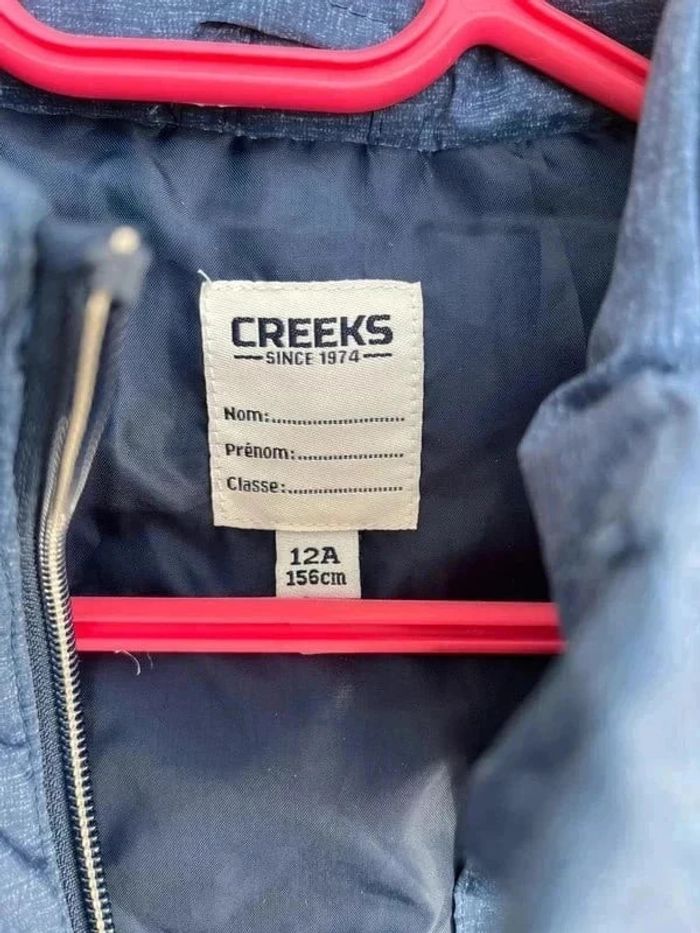 CREEKS
SINCE 1974
Nom:........................
Prénom:...................
Classe:.....................
12A
156cm